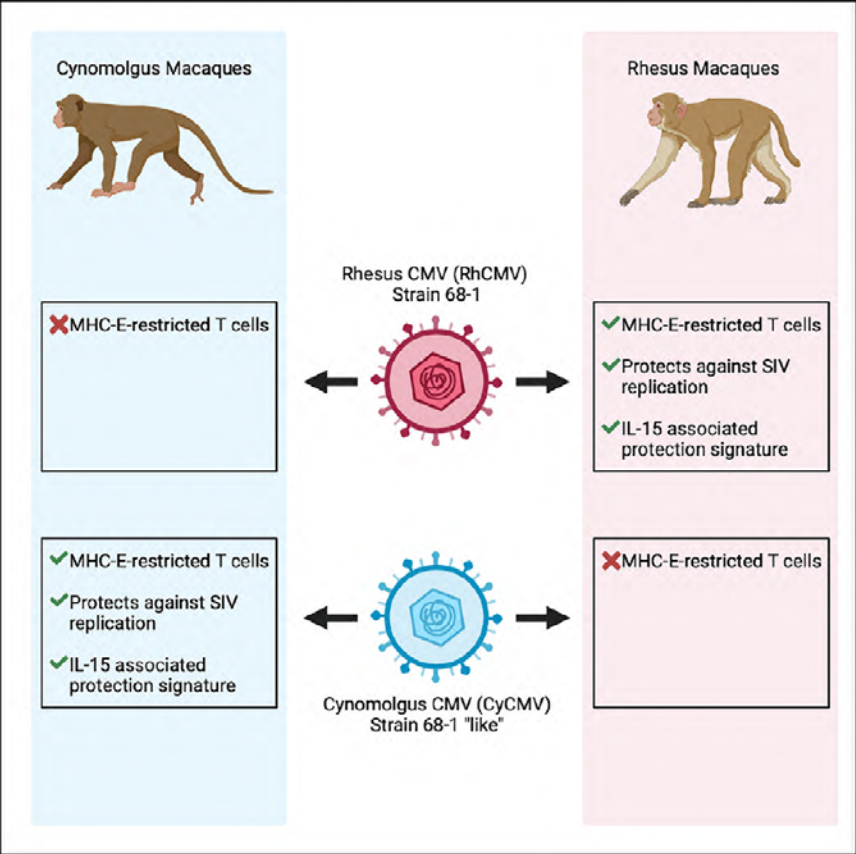 Cynomolgus Macaques
Rhesus Macaques
Rhesus CMV (RhCMV)
Strain 68-1
MHC-E-restricted T cells
MHC-E-restricted T cells
Protects against SIV
replication
IL-15 associated
protection signature
MHC-E-restricted T cells
Protects against SIV
replication
IL-15 associated
protection signature
MHC-E-restricted T cells
Cynomolgus CMV (CyCMV)
Strain 68-1 "like"